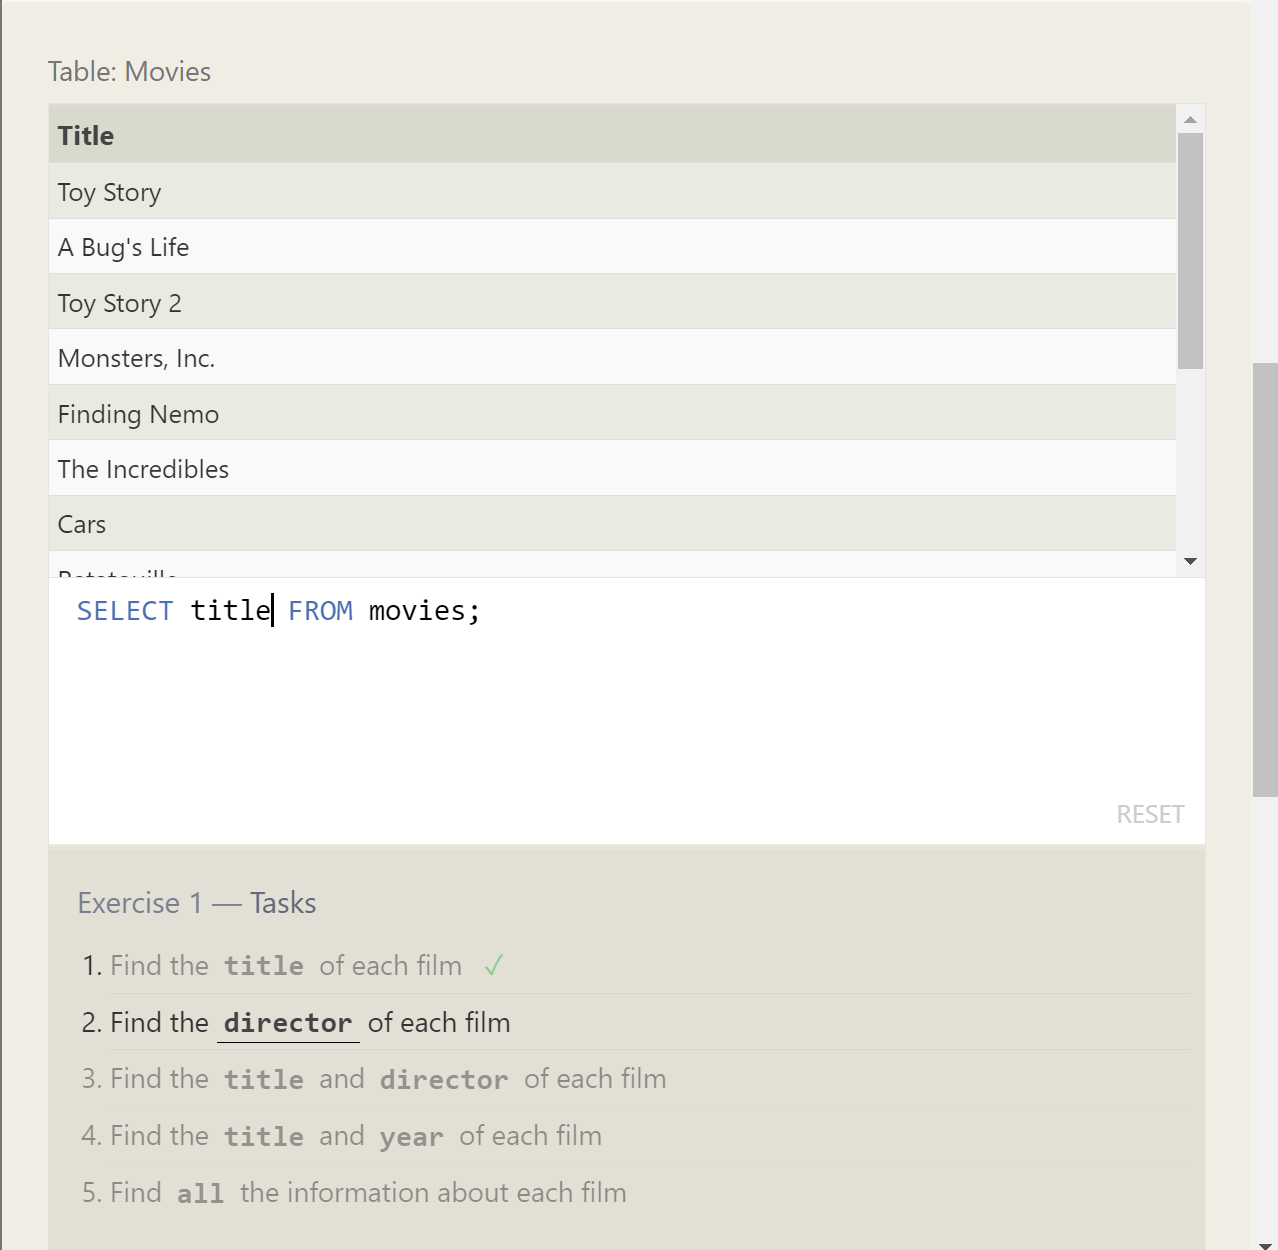 Table: Movies
Title
Toy Story
A Bug's Life
Toy Story 2
Monsters, Inc.
Finding Nemo
The Incredibles
Cars
SELECT title FROM movies;
RESET
Exercise 1 — Tasks
1. Find the title of each film ✓
2. Find the director of each film
3. Find the title and director of each film
4. Find the title and year of each film
5. Find all the information about each film